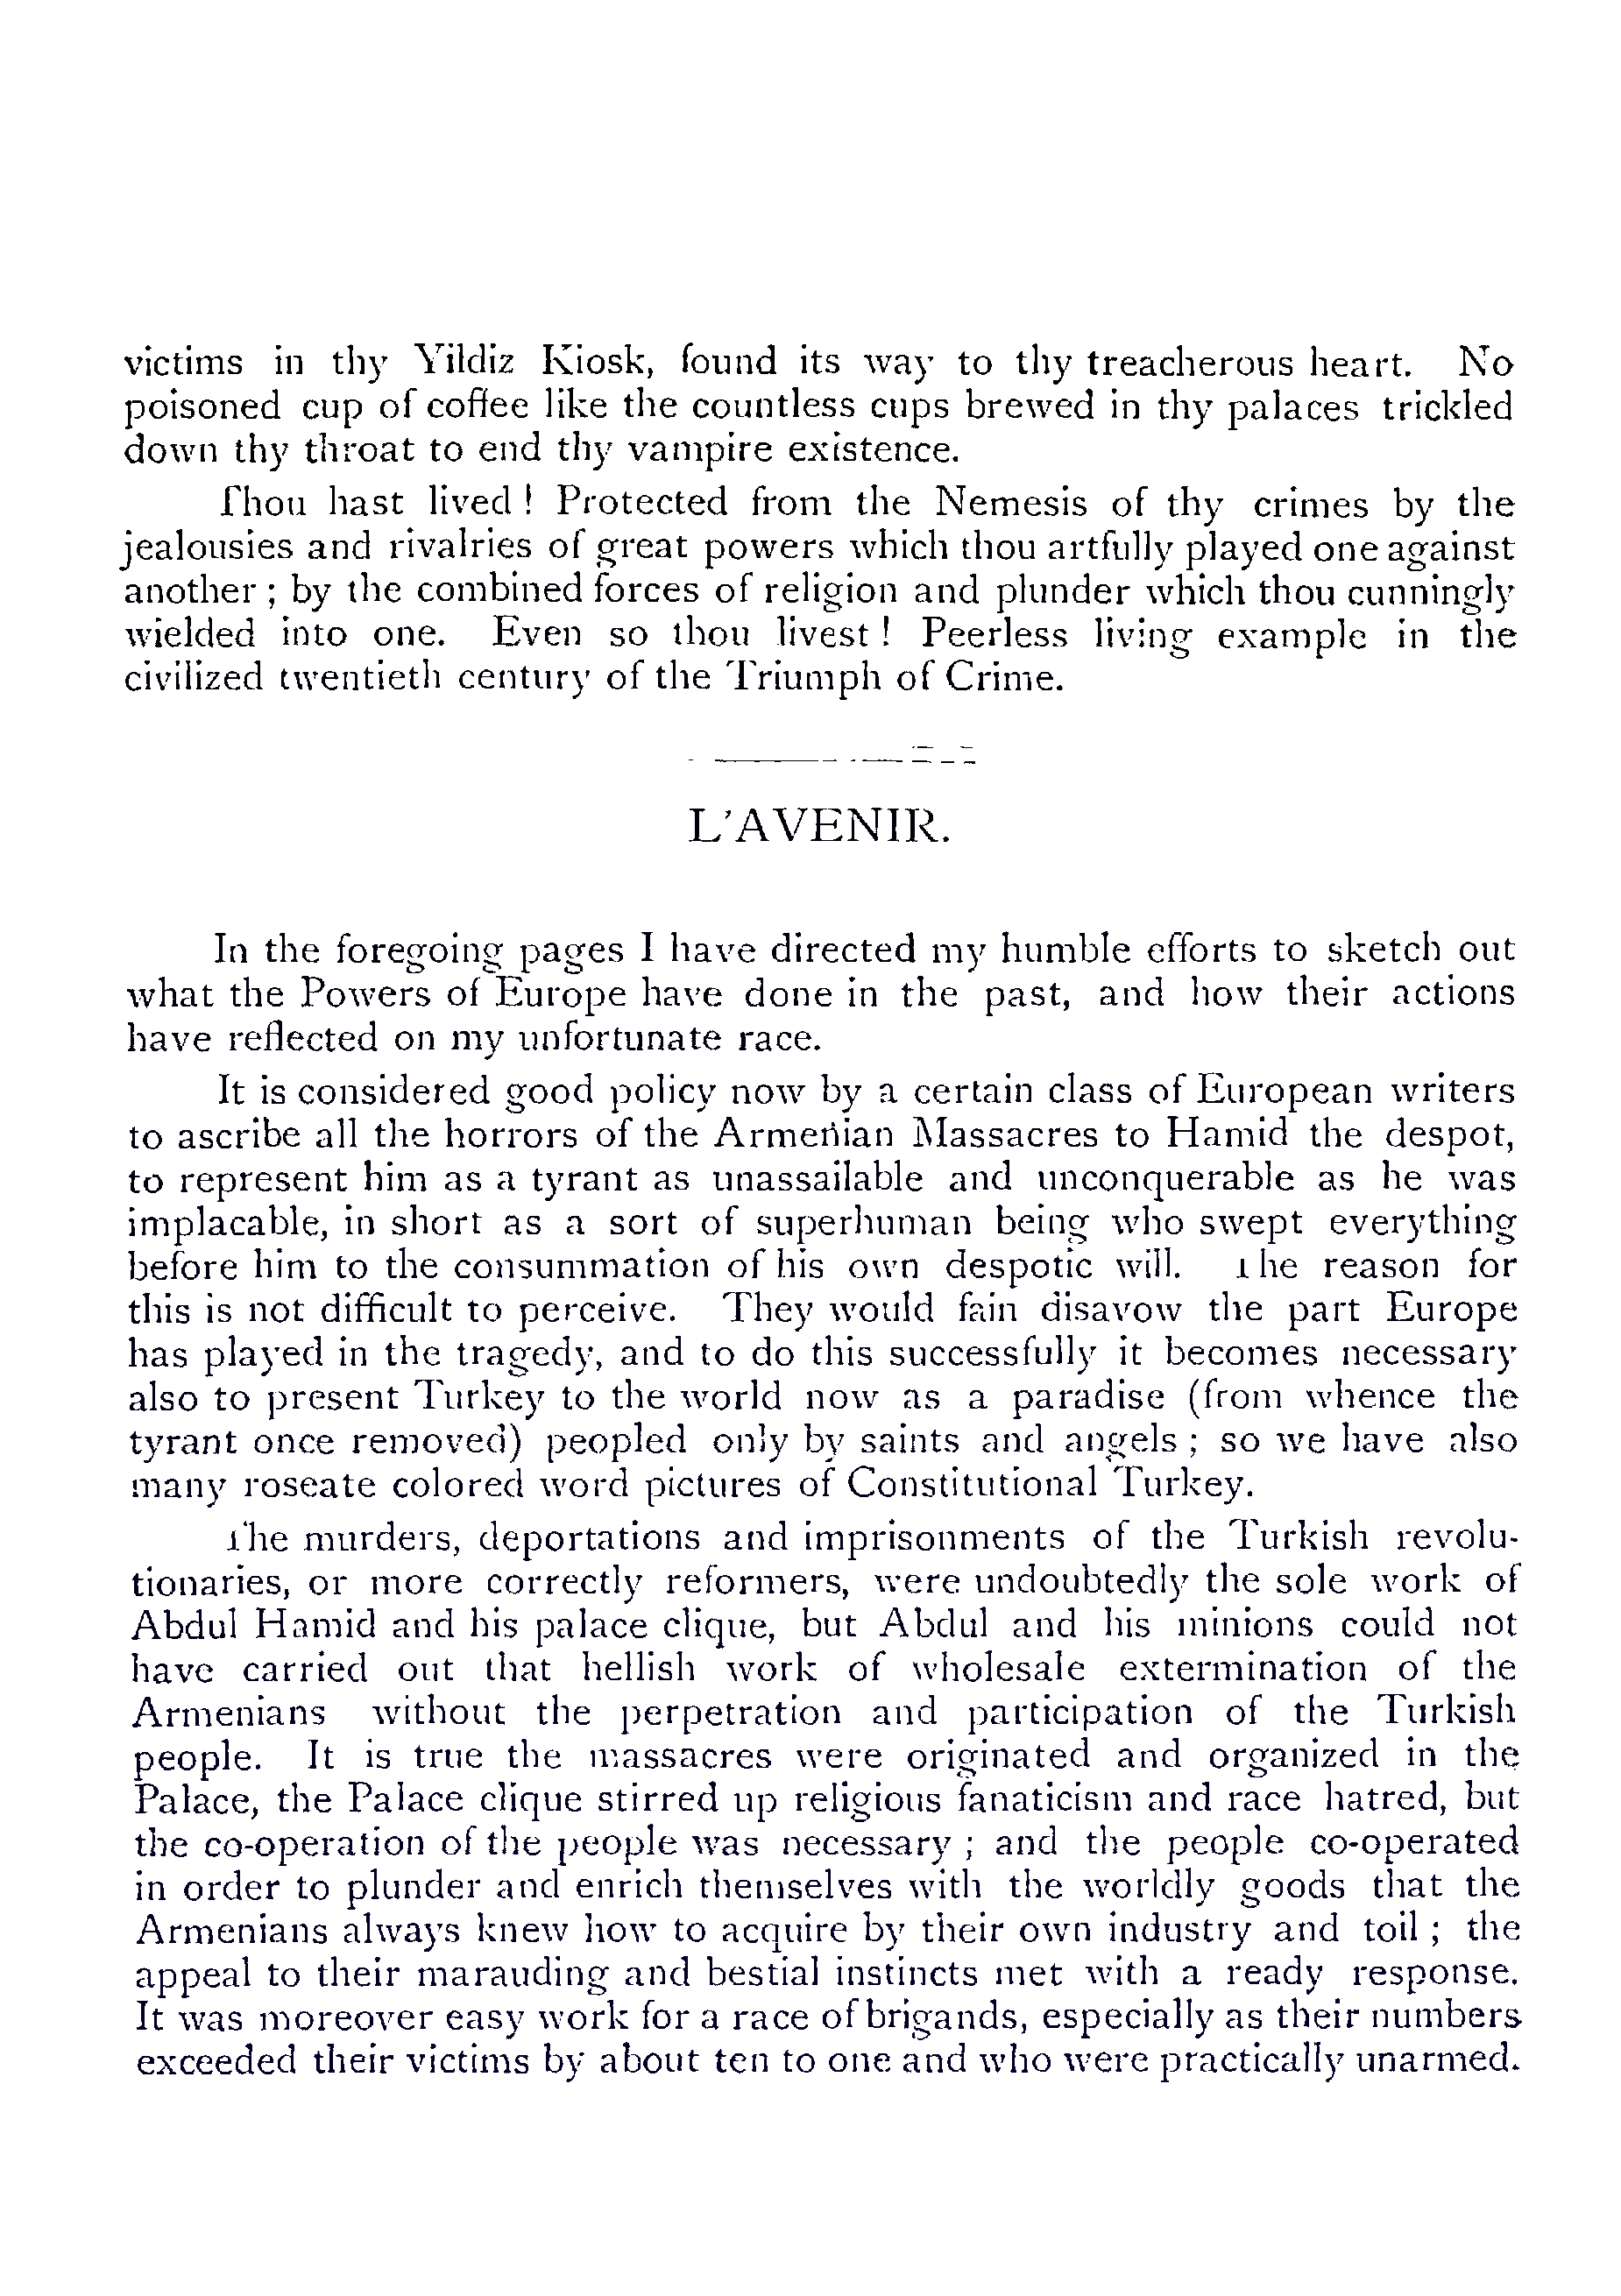 victims in thy Yildiz Kiosk, found its way to thy treacherous heart. No
poisoned cup of coffee like the countless cups brewed in thy palaces trickled
down thy throat to end thy vampire existence.
Thou hast lived ! Protected from the Nemesis of thy crimes by the
jealousies and rivalries of great powers which thou artfully played one against
another ; by the combined forces of religion and plunder which thou cunningly
wielded into one. Even so thou livest ! Peerless living example in the
civilized twentieth century of the Triumph of Crime.
L'AVENIR.
In the foregoing pages I have directed my humble efforts to sketch out
what the Powers of Europe have done in the past, and how their actions
have reflected on my unfortunate race.
It is considered good policy now by a certain class of European writers
to ascribe all the horrors of the Armenian Massacres to Hamid the despot,
to represent him as a tyrant as unassailable and unconquerable as he was
implacable, in short as a sort of superhuman being who swept everything
before him to the consummation of his own despotic will. The reason for
this is not difficult to perceive. They would fain disavow the part Europe
has played in the tragedy, and to do this successfully it becomes necessary
also to present Turkey to the world now as a paradise (from whence the
tyrant once removed) peopled only by saints and angels ; so we have also
many roseate colored word pictures of Constitutional Turkey.
The murders, deportations and imprisonments of the Turkish revolu-
tionaries, or more correctly reformers, were undoubtedly the sole work of
Abdul Hamid and his palace clique, but Abdul and his minions could not
have carried out that hellish work of wholesale extermination of the
Armenians without the perpetration and participation of the Turkish
people. It is true the massacres were originated and organized in the
Palace, the Palace clique stirred up religious fanaticism and race hatred, but
the co-operation of the people was necessary ; and the people co-operated
in order to plunder and enrich themselves with the worldly goods that the
Armenians always knew how to acquire by their own industry and toil ; the
appeal to their marauding and bestial instincts met with a ready response.
It was moreover easy work for a race of brigands, especially as their numbers
exceeded their victims by about ten to one and who were practically unarmed.